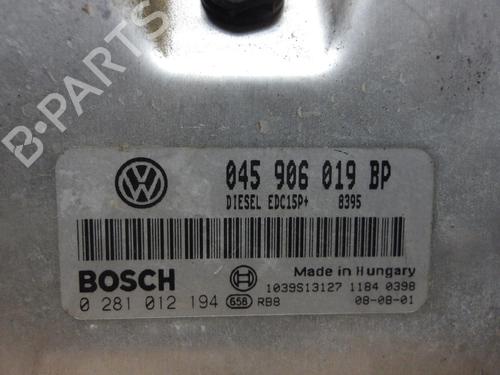 045 906 019 BP
DIESEL EDC15P+ 8395
BOSCH
Made in Hungary
1039S13127 1184 0398
0 281 012 194 656 RB8 08-08-01
B-PARTS